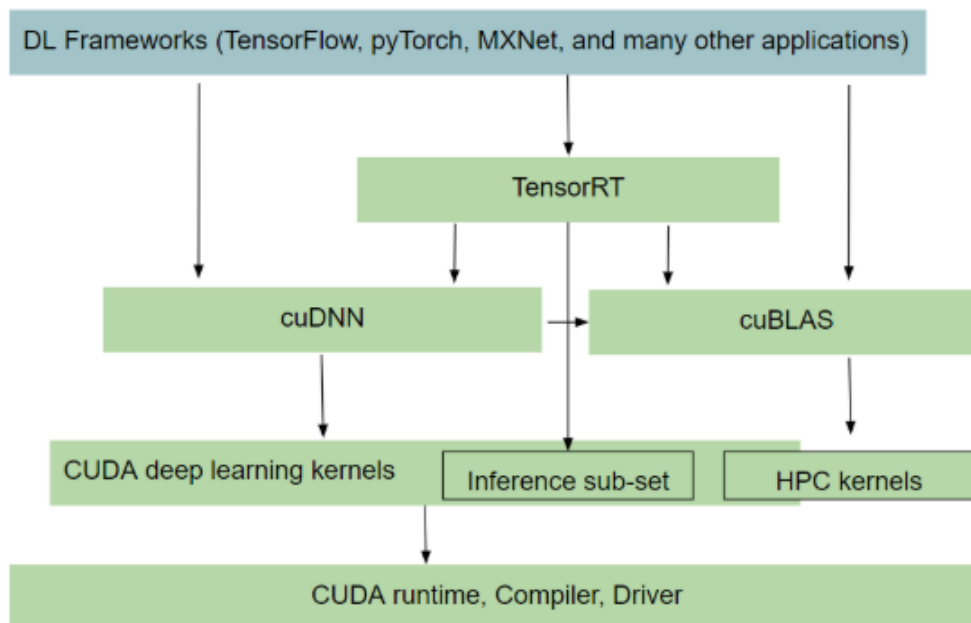 DL Frameworks (TensorFlow, pyTorch, MXNet, and many other applications)
TensorRT
cuDNN
cuBLAS
CUDA deep learning kernels
Inference sub-set
HPC kernels
CUDA runtime, Compiler, Driver